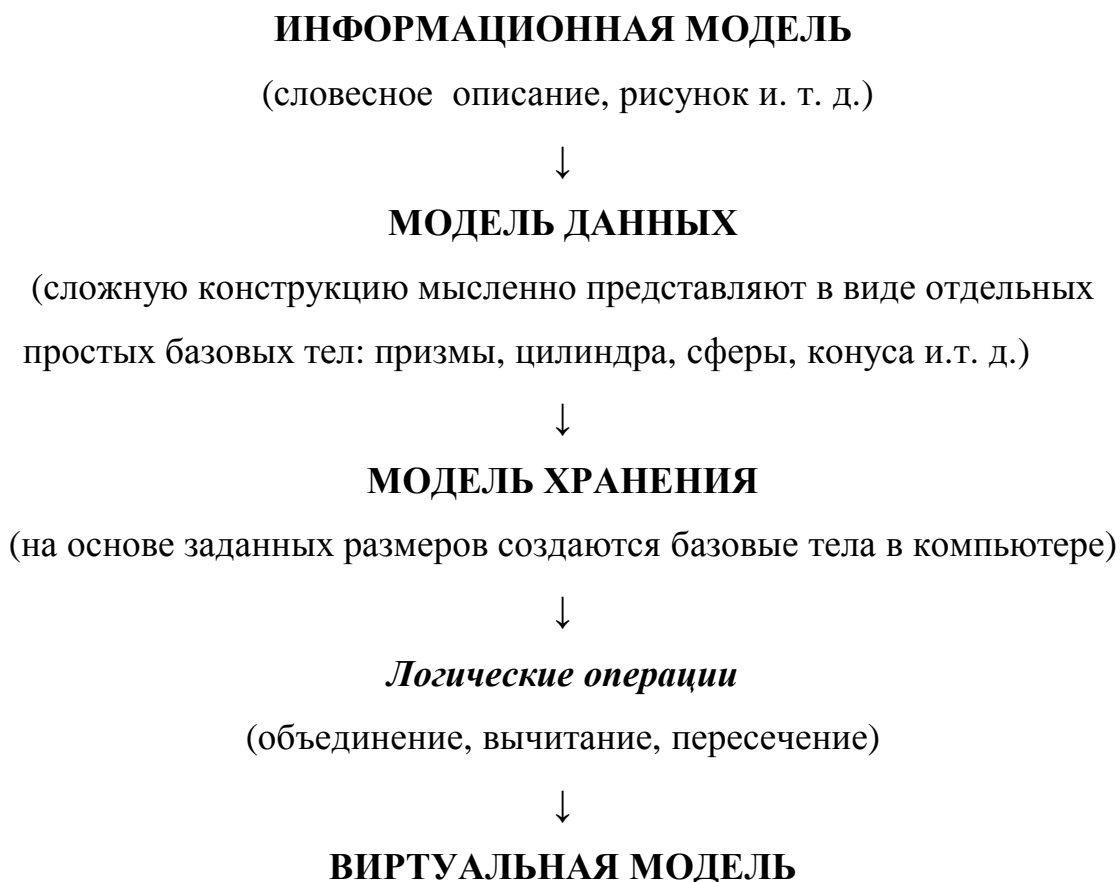 ИНФОРМАЦИОННАЯ МОДЕЛЬ
(словесное описание, рисунок и. т. д.)
↓
МОДЕЛЬ ДАННЫХ
(сложную конструкцию мысленно представляют в виде отдельных
простых базовых тел: призмы, цилиндра, сферы, конуса и.т. д.)
↓
МОДЕЛЬ ХРАНЕНИЯ
(на основе заданных размеров создаются базовые тела в компьютере)
↓
Логические операции
(объединение, вычитание, пересечение)
↓
ВИРТУАЛЬНАЯ МОДЕЛЬ